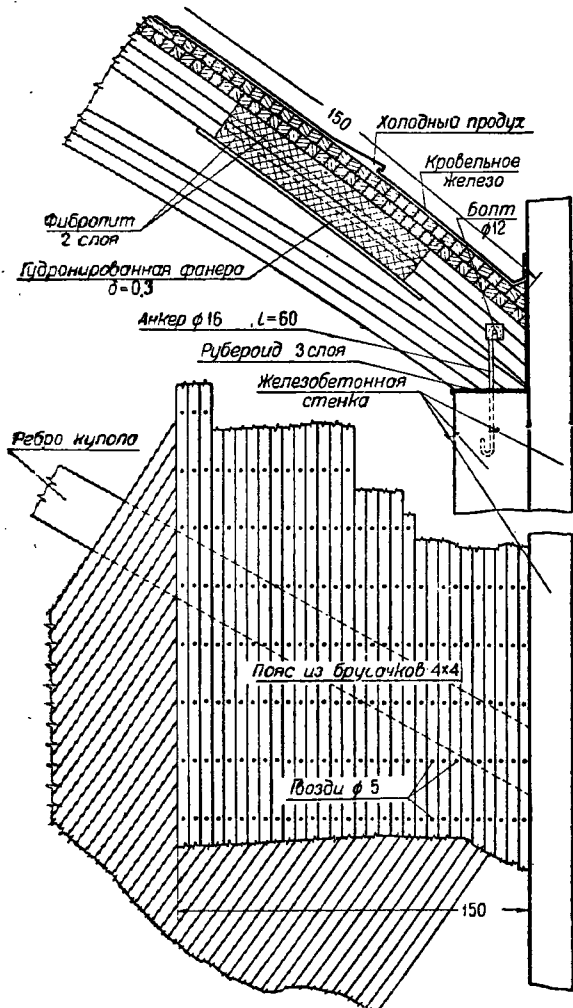 150
Холодный продух
Кровельное
железо
Болт
ф12
Фибролит
2 слоя
Гудронированная фанера
δ=0,3
Анкер ф16 , L=60
Рубероид 3 слоя
Железобетонная
стенка
Ребро купола
Пояс из брусачков 4×4
Гвозди ф 5
150